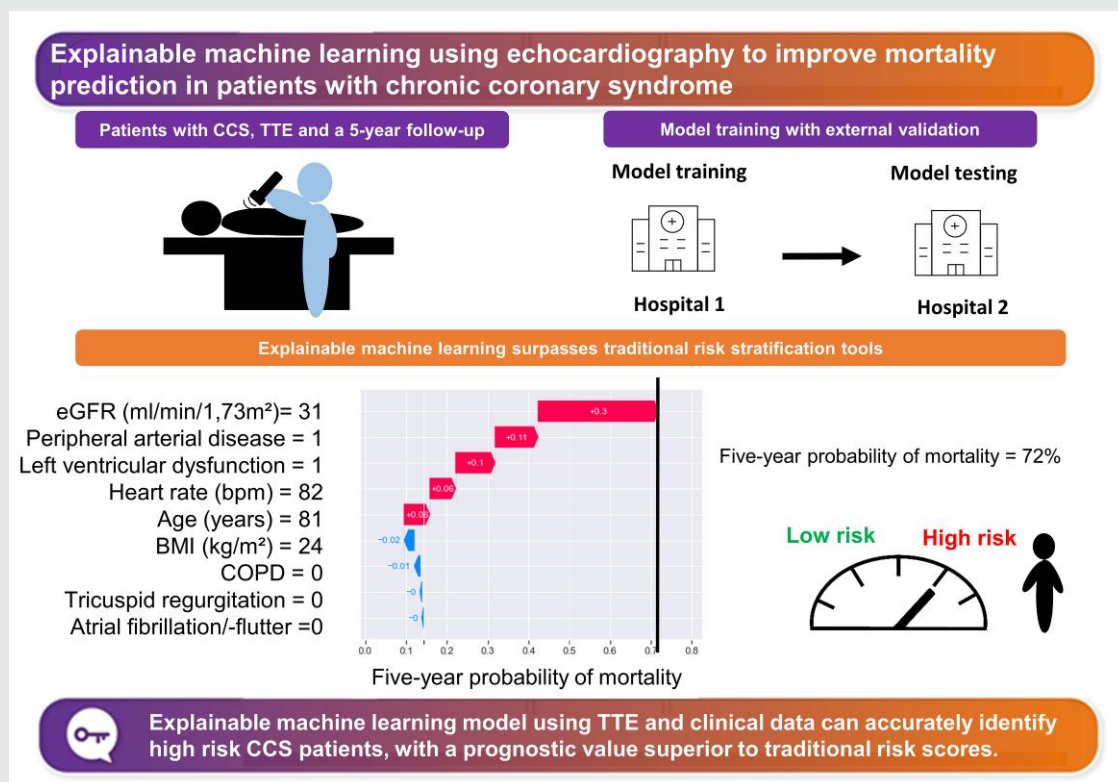 Explainable machine learning using echocardiography to improve mortality
prediction in patients with chronic coronary syndrome
Patients with CCS, TTE and a 5-year follow-up
Model training with external validation
Model training
Model testing
Hospital 1
Hospital 2
Explainable machine learning surpasses traditional risk stratification tools
eGFR (ml/min/1,73m²)= 31
Peripheral arterial disease = 1
Left ventricular dysfunction = 1
Heart rate (bpm) = 82
Age (years) = 81
BMI (kg/m²) = 24
COPD = 0
Tricuspid regurgitation = 0
Atrial fibrillation/-flutter =0
+0.3
+0.11
+0.1
+0.06
+0.06
−0.02
−0.01
−0
−0
0.0 0.1 0.2 0.3 0.4 0.5 0.6 0.7 0.8
Five-year probability of mortality
Five-year probability of mortality = 72%
Low risk
High risk
Explainable machine learning model using TTE and clinical data can accurately identify
high risk CCS patients, with a prognostic value superior to traditional risk scores.